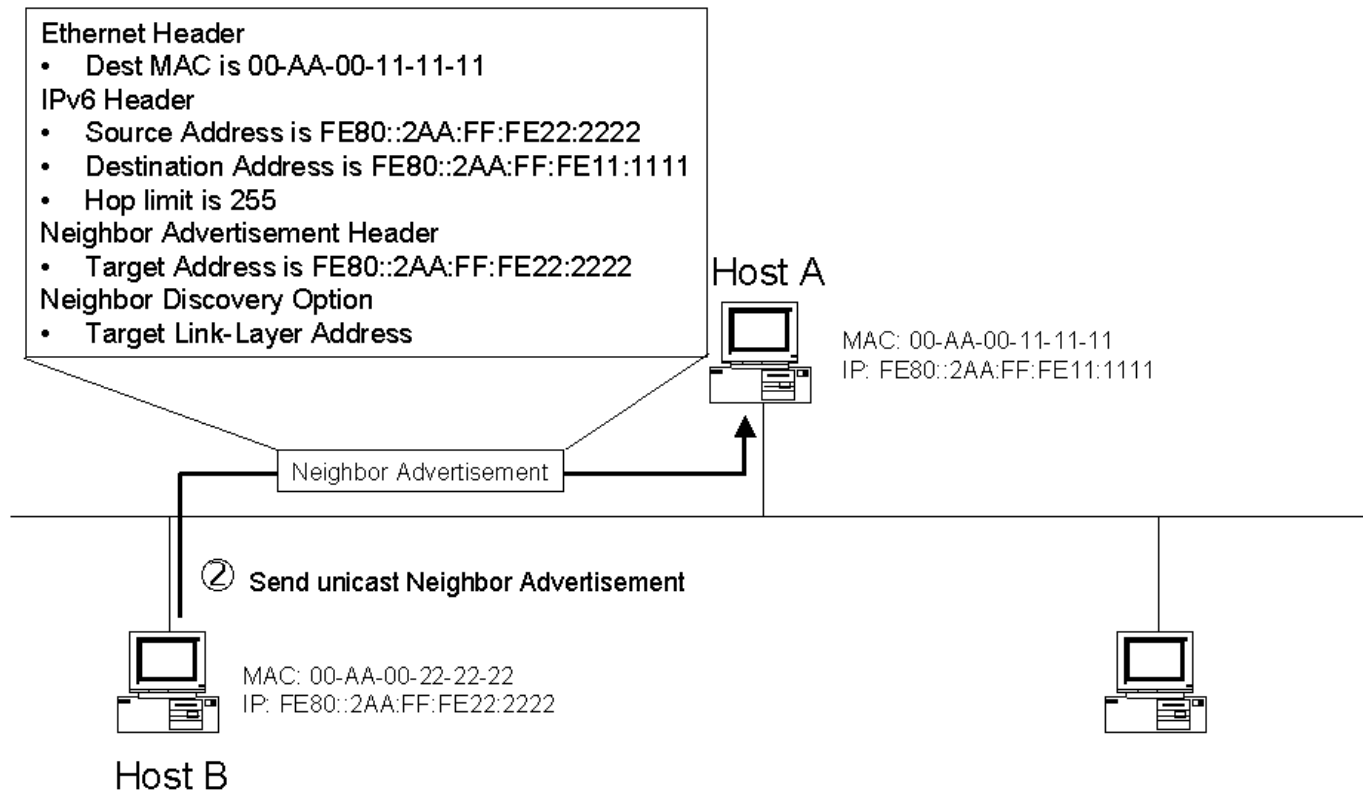 Ethernet Header
• Dest MAC is 00-AA-00-11-11-11
IPv6 Header
• Source Address is FE80::2AA:FF:FE22:2222
• Destination Address is FE80::2AA:FF:FE11:1111
• Hop limit is 255
Neighbor Advertisement Header
• Target Address is FE80::2AA:FF:FE22:2222
Neighbor Discovery Option
• Target Link-Layer Address
Host A
MAC: 00-AA-00-11-11-11
IP: FE80::2AA:FF:FE11:1111
Neighbor Advertisement
② Send unicast Neighbor Advertisement
MAC: 00-AA-00-22-22-22
IP: FE80::2AA:FF:FE22:2222
Host B